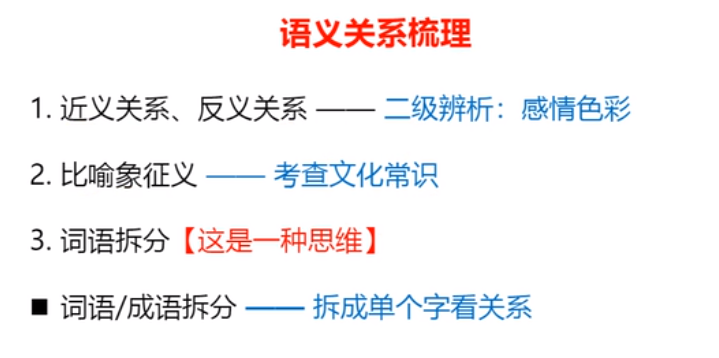 语义关系梳理
1. 近义关系、反义关系 —— 二级辨析：感情色彩
2. 比喻象征义 —— 考查文化常识
3. 词语拆分【这是一种思维】
■ 词语/成语拆分 —— 拆成单个字看关系